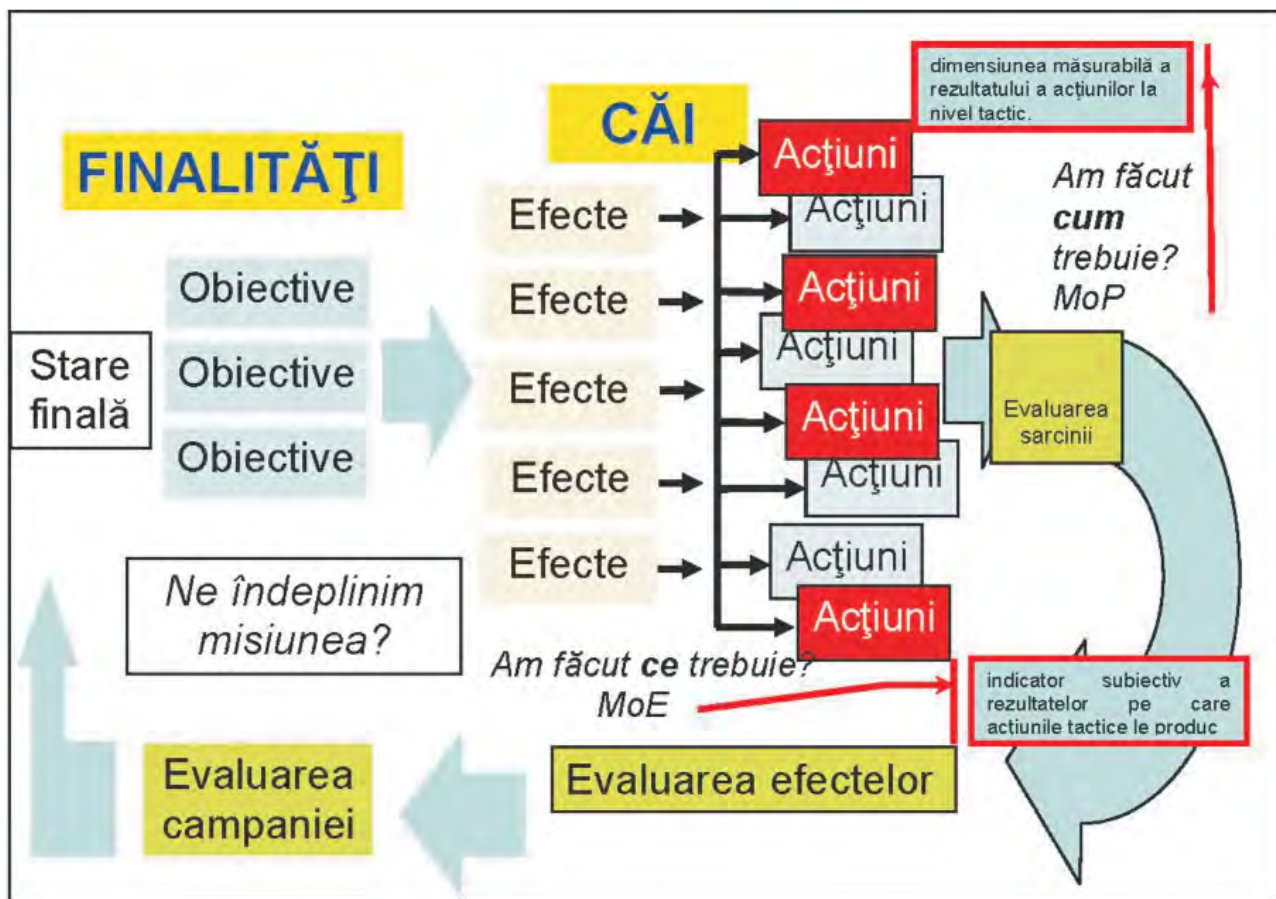 FINALITĂŢI
Stare
finală
Obiective
Obiective
Obiective
CĂI
Efecte
Efecte
Efecte
Efecte
Efecte
Acţiuni
Acţiuni
Acţiuni
Acţiuni
Acţiuni
Acţiuni
Acţiuni
Acţiuni
dimensiunea măsurabilă a
rezultatului a acţiunilor la
nivel tactic.
Am făcut
cum
trebuie?
MoP
Evaluarea
sarcinii
Ne îndeplinim
misiunea?
Am făcut ce trebuie?
MoE
indicator subiectiv a
rezultatelor pe care
acţiunile tactice le produc
Evaluarea efectelor
Evaluarea
campaniei